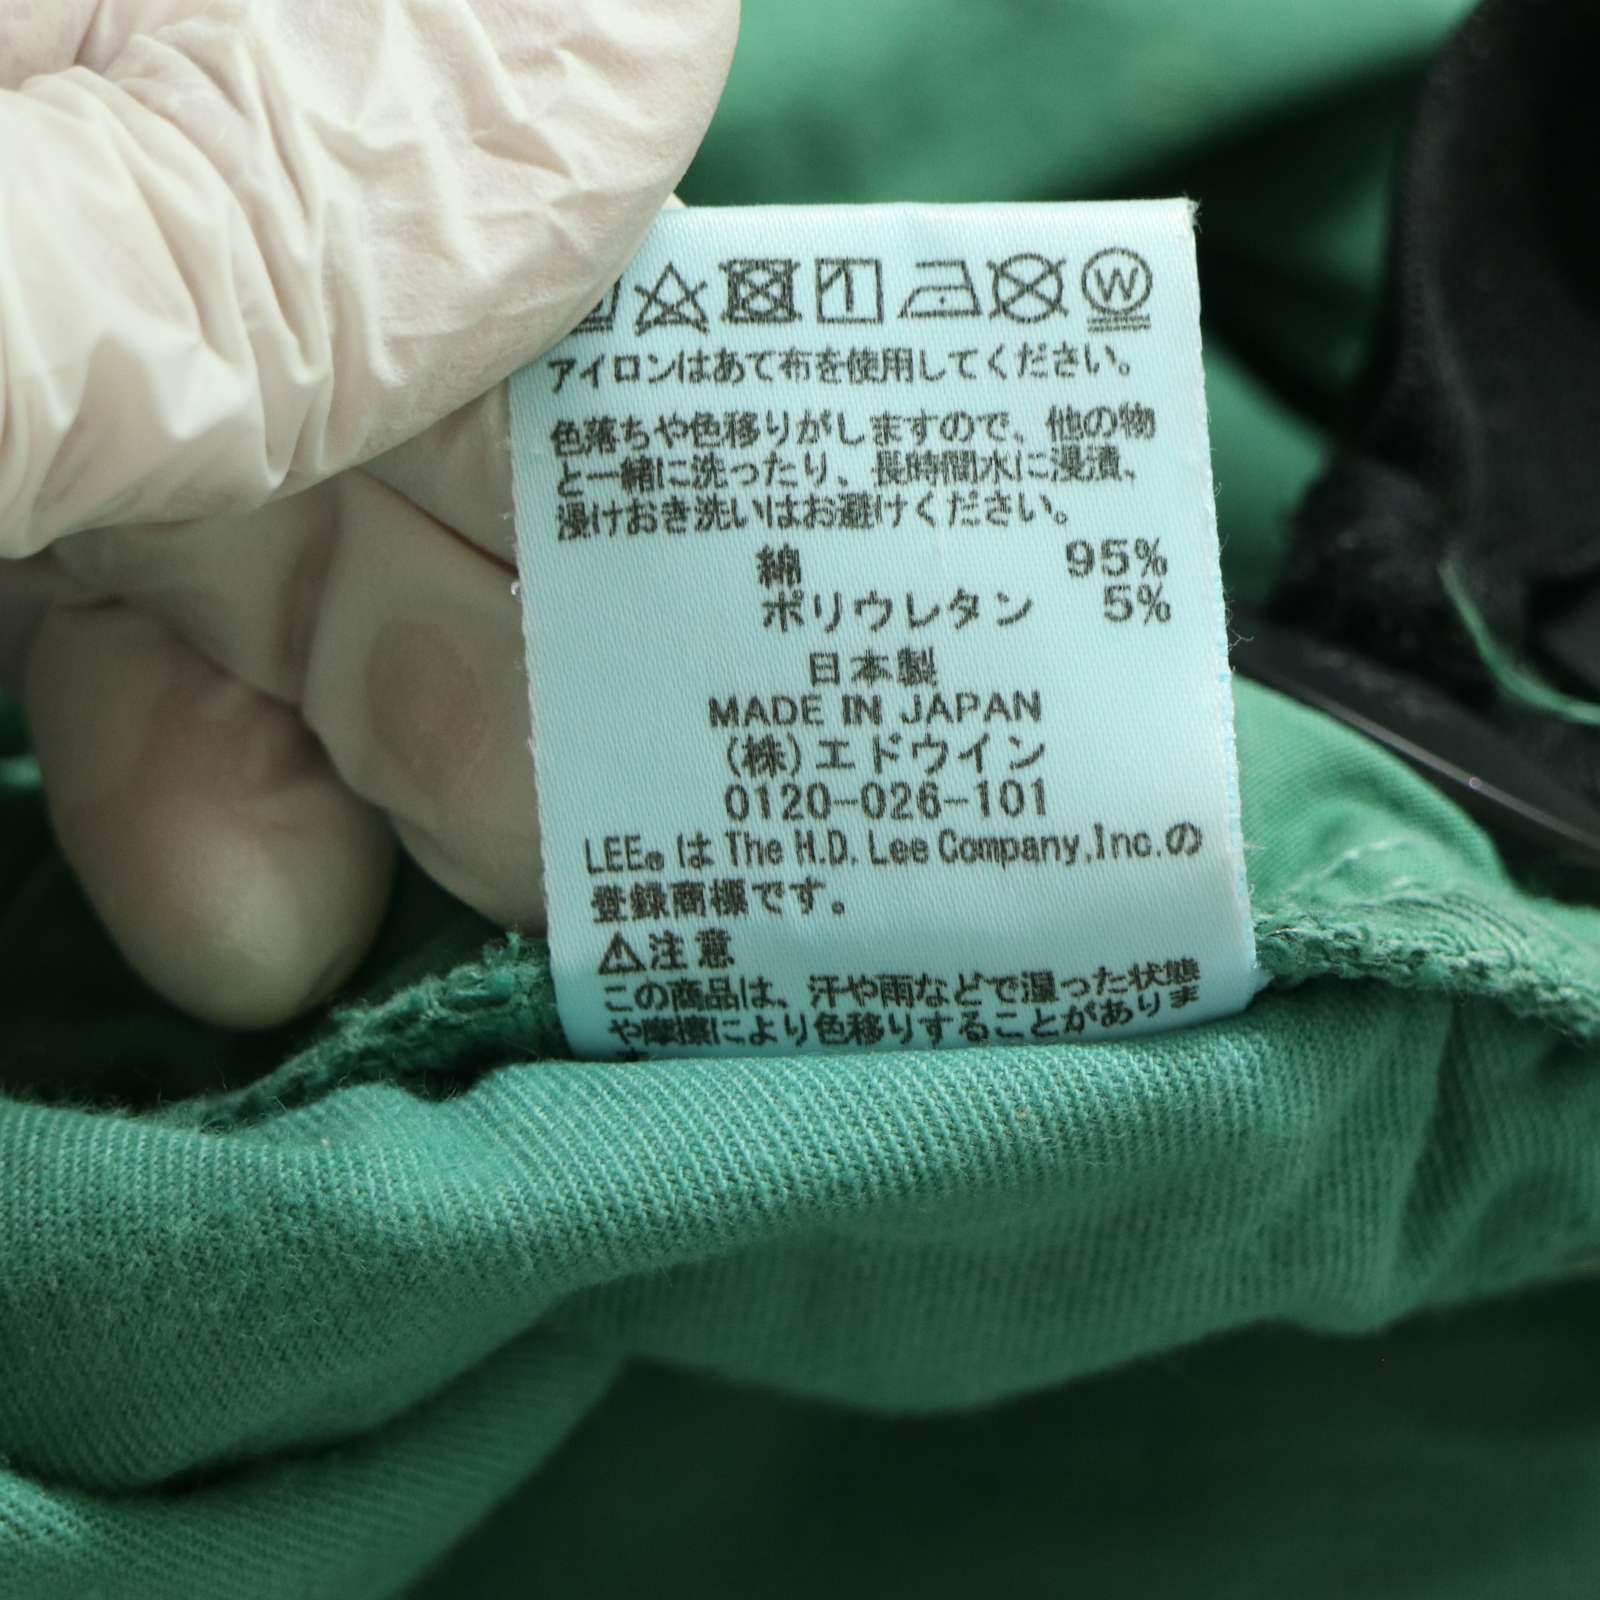 アイロンはあて布を使用してください。
色落ちや色移りがしますので、他の物
と一緒に洗ったり、長時間水に浸漬、
浸けおき洗いはお避けください。
綿 95%
ポリウレタン 5%
日本製
MADE IN JAPAN
(株)エドウイン
0120-026-101
LEE®はThe H.D. Lee Company,Inc.の
登録商標です。
⚠注意
この商品は、汗や雨などで湿った状態
や摩擦により色移りすることがありま